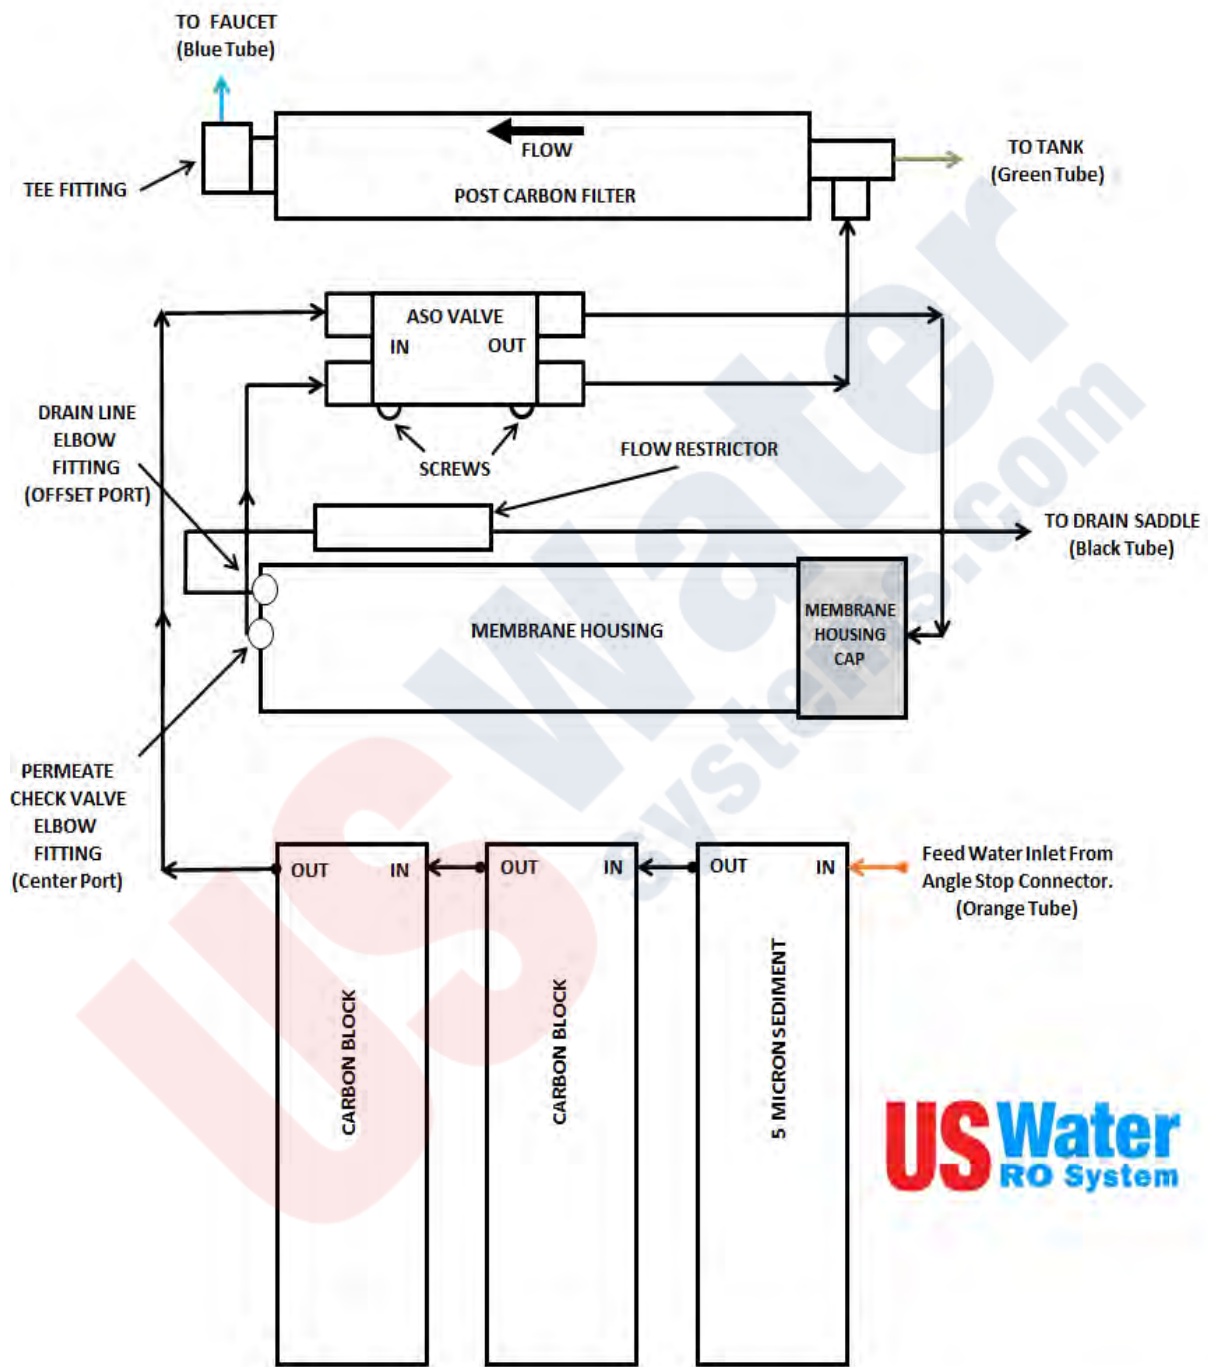 TO FAUCET
(Blue Tube)
FLOW
POST CARBON FILTER
TEE FITTING
TO TANK
(Green Tube)
ASO VALVE
IN OUT
SCREWS
DRAIN LINE
ELBOW
FITTING
(OFFSET PORT)
FLOW RESTRICTOR
TO DRAIN SADDLE
(Black Tube)
MEMBRANE HOUSING
MEMBRANE
HOUSING
CAP
PERMEATE
CHECK VALVE
ELBOW
FITTING
(Center Port)
OUT IN
OUT IN
OUT IN
Feed Water Inlet From
Angle Stop Connector.
(Orange Tube)
CARBON BLOCK
CARBON BLOCK
5 MICRON SEDIMENT
US Water
RO System
USWater
systems.com